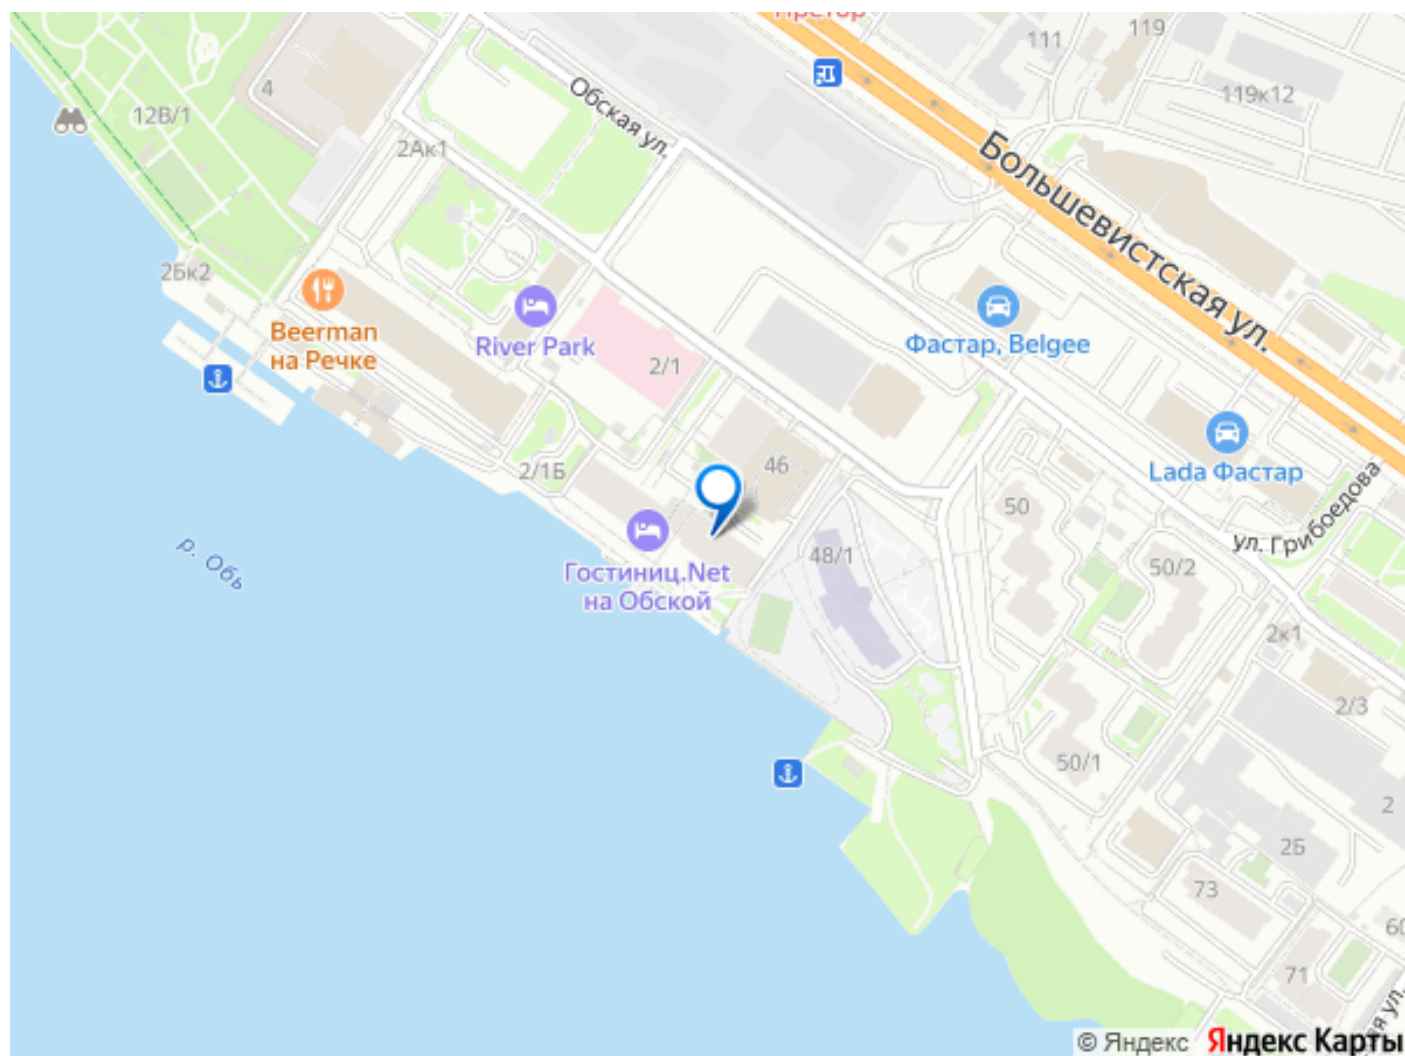 Претор
111
119
119к12
4
12В/1
Обская ул.
2Ак1
Большевистская ул.
2Бк2
Beerman
на Речке
River Park
Фастар, Belgee
2/1
46
2/1Б
Lada Фастар
50
ул. Грибоедова
р. Обь
Гостиниц.Net
на Обской
48/1
50/2
2к1
2/3
50/1
2
2Б
73
71
ул.
© Яндекс
Яндекс Карты